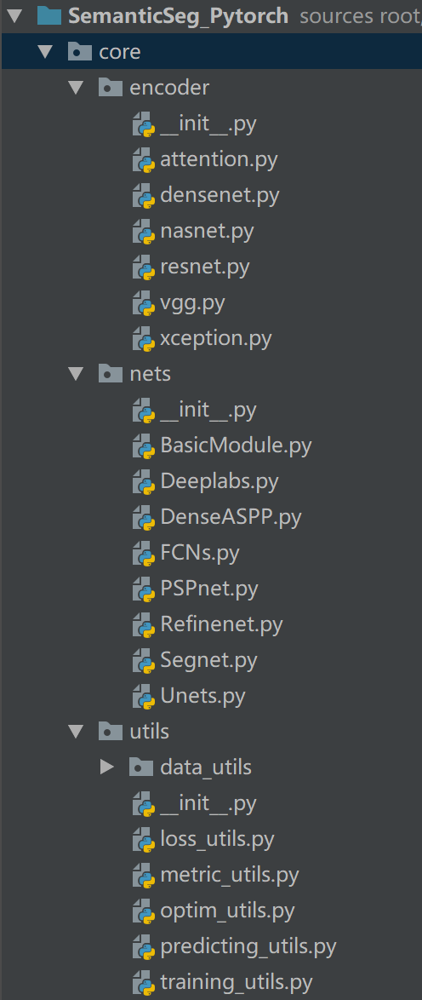 SemanticSeg_Pytorch sources root,
core
encoder
__init__.py
attention.py
densenet.py
nasnet.py
resnet.py
vgg.py
xception.py
nets
__init__.py
BasicModule.py
Deeplabs.py
DenseASPP.py
FCNs.py
PSPnet.py
Refinenet.py
Segnet.py
Unets.py
utils
data_utils
__init__.py
loss_utils.py
metric_utils.py
optim_utils.py
predicting_utils.py
training_utils.py